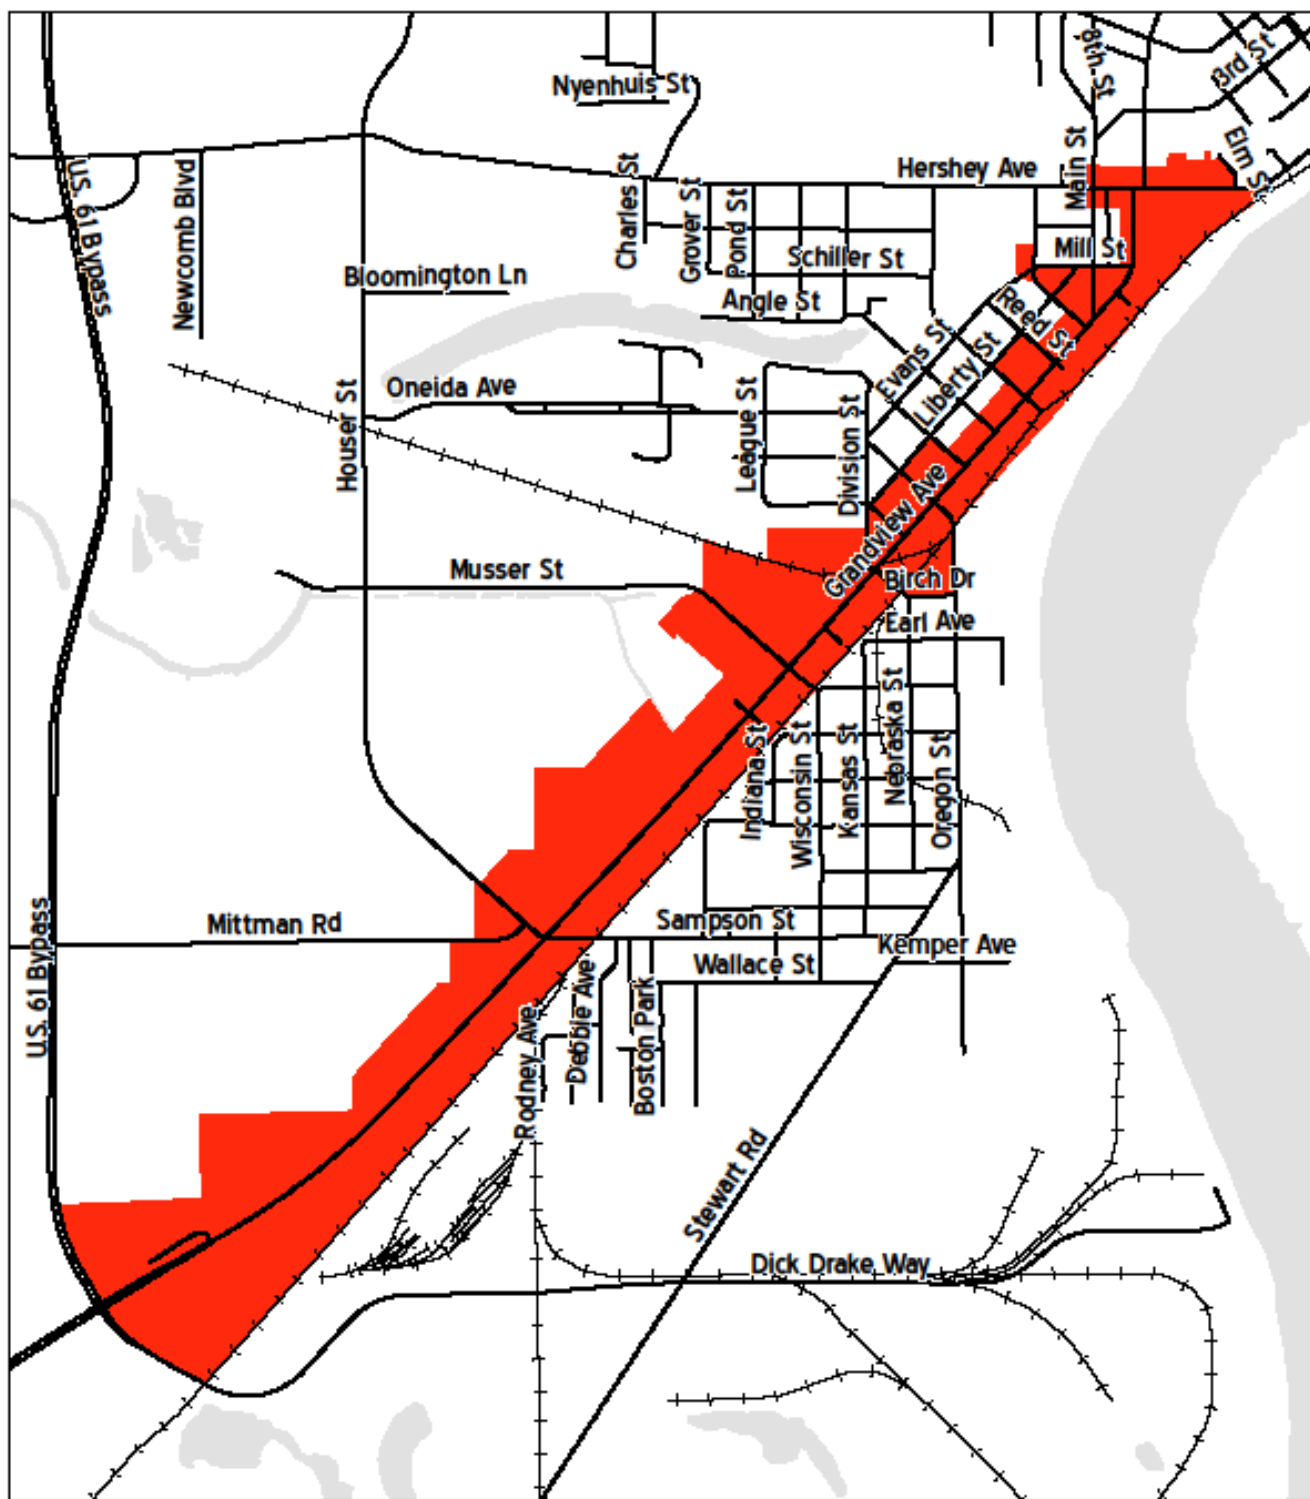 8th St
3rd St
Nyenhuis St
Elm St
Main St
Hershey Ave
Charles St
Grover St
Pond St
U.S. 61 Bypass
Newcomb Blvd
Schiller St
Mill St
Bloomington Ln
Angle St
Reed St
Evans St
Liberty St
Oneida Ave
Houser St
League St
Division St
Grandview Ave
Musser St
Birch Dr
Earl Ave
Nebraska St
Indiana St
Wisconsin St
Kansas St
Oregon St
U.S. 61 Bypass
Mittman Rd
Sampson St
Kemper Ave
Wallace St
Rodney Ave
Debbie Ave
Boston Park
Stewart Rd
Dick Drake Way